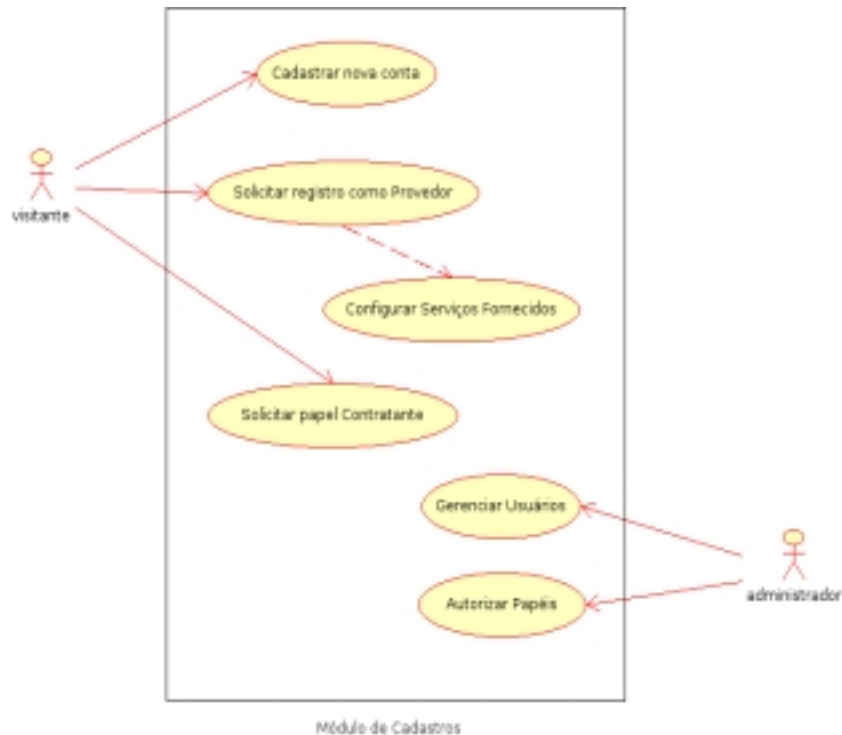 Cadastrar nova conta
Solicitar registro como Provedor
visitante
Configurar Serviços Fornecidos
Solicitar papel Contratante
Gerenciar Usuários
administrador
Autorizar Papéis
Módulo de Cadastros